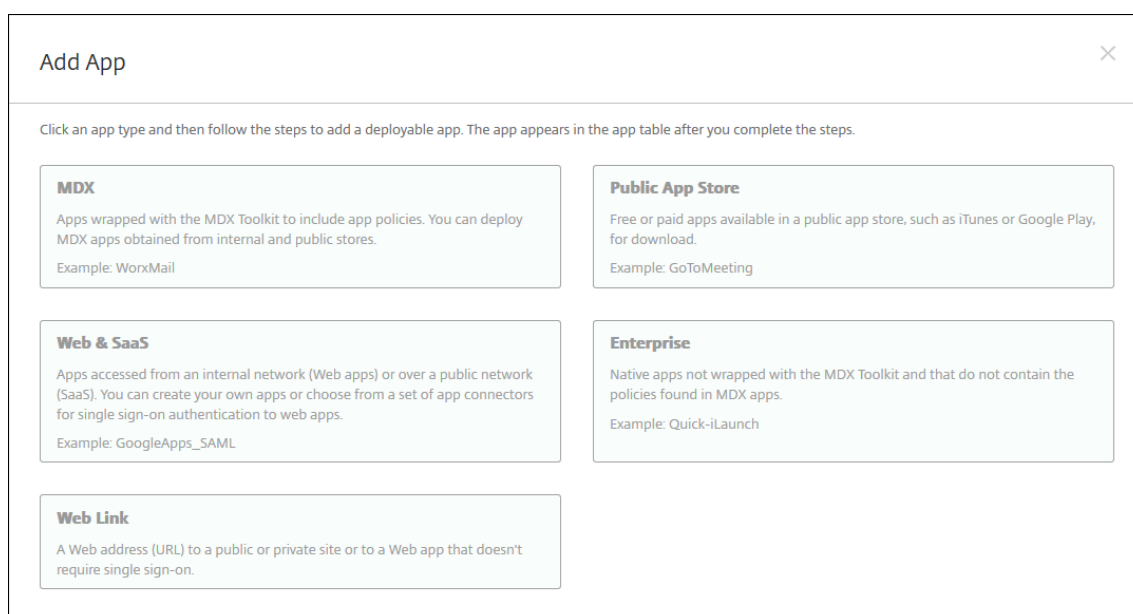 Add App
Click an app type and then follow the steps to add a deployable app. The app appears in the app table after you complete the steps.
MDX
Apps wrapped with the MDX Toolkit to include app policies. You can deploy
MDX apps obtained from internal and public stores.
Example: WorxMail
Public App Store
Free or paid apps available in a public app store, such as iTunes or Google Play,
for download.
Example: GoToMeeting
Web & SaaS
Apps accessed from an internal network (Web apps) or over a public network
(SaaS). You can create your own apps or choose from a set of app connectors
for single sign-on authentication to web apps.
Example: GoogleApps_SAML
Enterprise
Native apps not wrapped with the MDX Toolkit and that do not contain the
policies found in MDX apps.
Example: Quick-iLaunch
Web Link
A Web address (URL) to a public or private site or to a Web app that doesn't
require single sign-on.